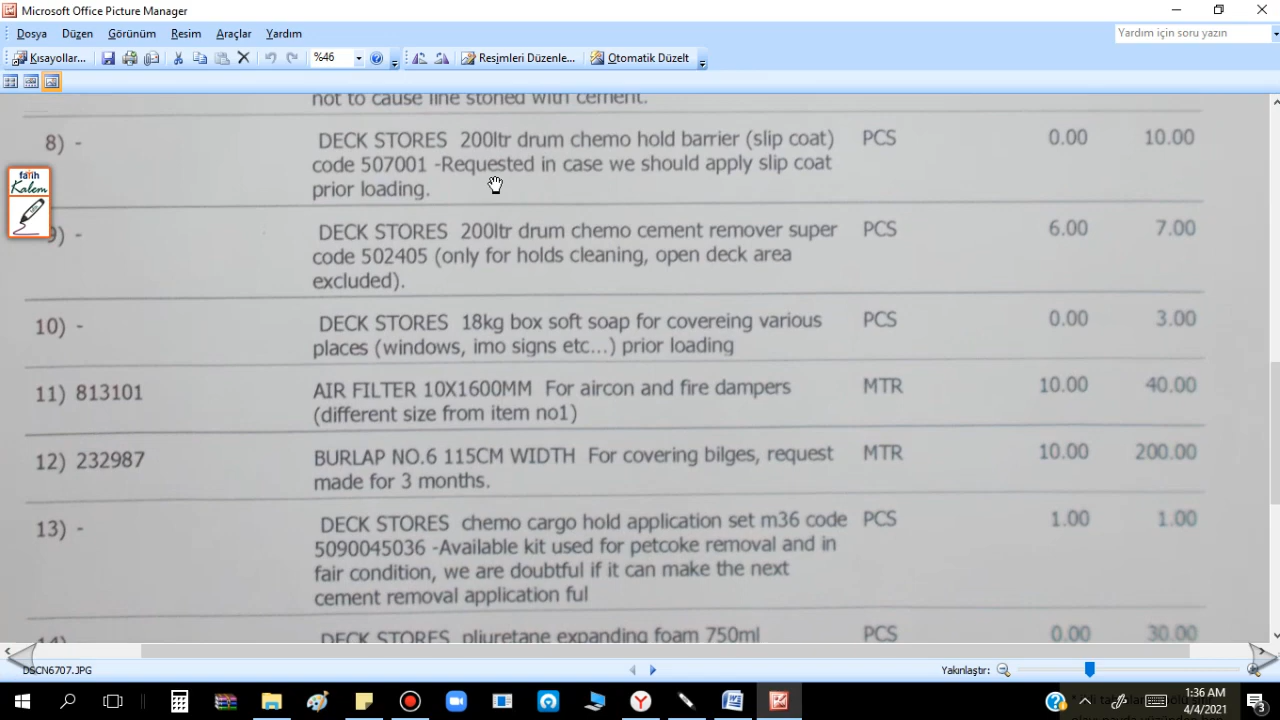 Microsoft Office Picture Manager
Dosya Düzen Görünüm Resim Araçlar Yardım
Yardım için soru yazın
Kısayollar... %46 Resimleri Düzenle... Otomatik Düzelt
not to cause line stoned with cement.
8) - DECK STORES 200ltr drum chemo hold barrier (slip coat) PCS 0.00 10.00
code 507001 -Requested in case we should apply slip coat
prior loading.
fatih
Kalem
9) - DECK STORES 200ltr drum chemo cement remover super PCS 6.00 7.00
code 502405 (only for holds cleaning, open deck area
excluded).
10) - DECK STORES 18kg box soft soap for covereing various PCS 0.00 3.00
places (windows, imo signs etc...) prior loading
11) 813101 AIR FILTER 10X1600MM For aircon and fire dampers MTR 10.00 40.00
(different size from item no1)
12) 232987 BURLAP NO.6 115CM WIDTH For covering bilges, request MTR 10.00 200.00
made for 3 months.
13) - DECK STORES chemo cargo hold application set m36 code PCS 1.00 1.00
5090045036 -Available kit used for petcoke removal and in
fair condition, we are doubtful if it can make the next
cement removal application ful
14) DECK STORES pliuretane expanding foam 750ml PCS 0.00 30.00
DSCN6707.JPG Yakınlaştır:
1:36 AM
4/4/2021
3